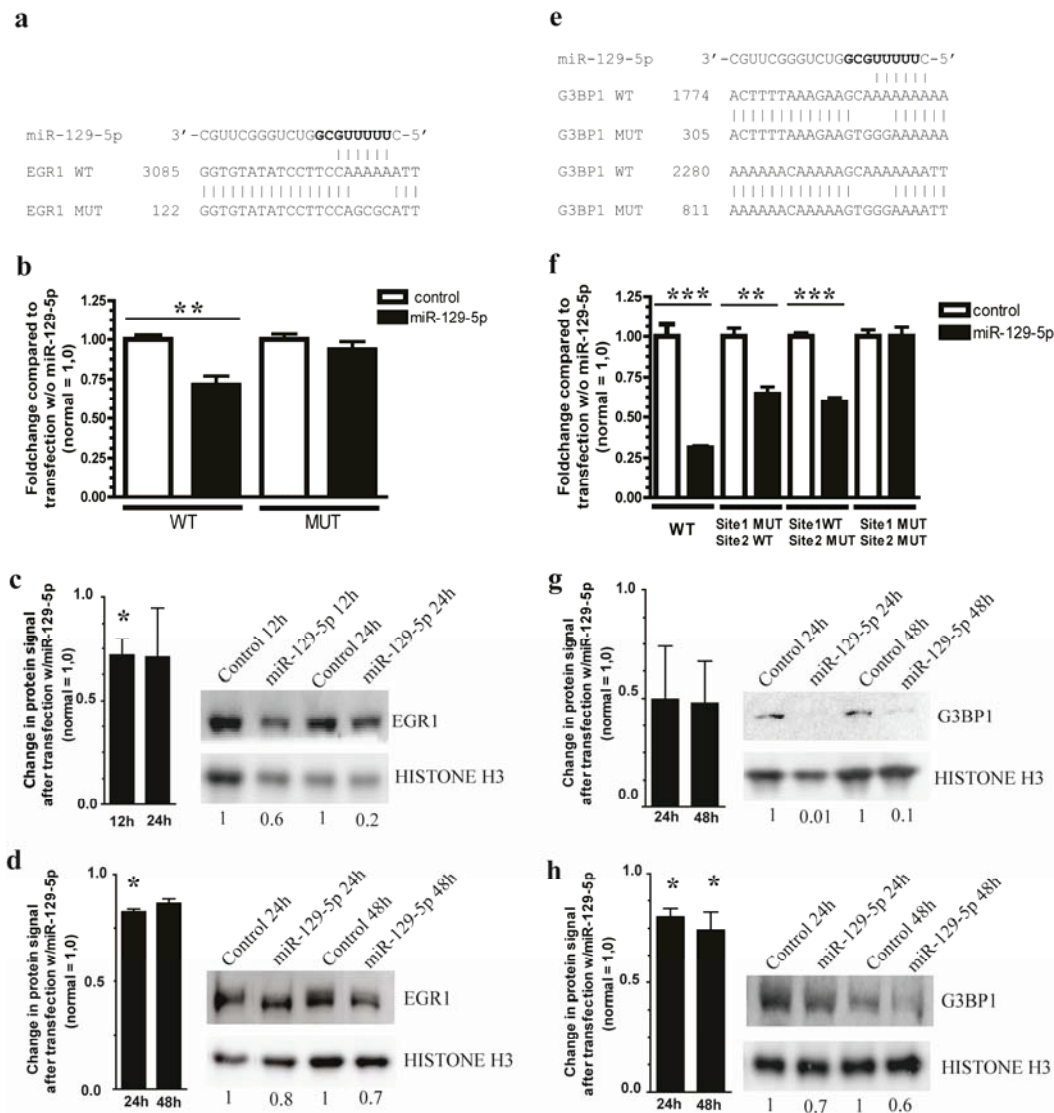 a
miR-129-5p 3’-CGUUCGGGUCUGGCGUUUUUC-5’
EGR1 WT 3085 GGTGTATATCCTTCCAAAAAATT
EGR1 MUT 122 GGTGTATATCCTTCCAGCGCATT
e
miR-129-5p 3’-CGUUCGGGUCUGGCGUUUUUC-5’
G3BP1 WT 1774 ACTTTTAAAGAAGCAAAAAAAAA
G3BP1 MUT 305 ACTTTTAAAGAAGTGGGAAAAAA
G3BP1 WT 2280 AAAAAACAAAAAGCAAAAAAATT
G3BP1 MUT 811 AAAAAACAAAAAGTGGGAAAATT
b
Foldchange compared to
transfection w/o miR-129-5p
(normal = 1,0)
1.25
1.00
0.75
0.50
0.25
0.00
**
control
miR-129-5p
WT
MUT
f
Foldchange compared to
transfection w/o miR-129-5p
(normal = 1,0)
1.25
1.00
0.75
0.50
0.25
0.00
*** ** ***
control
miR-129-5p
WT
Site1 MUT
Site2 WT
Site1WT
Site2 MUT
Site1 MUT
Site2 MUT
c
Change in protein signal
after transfection w/miR-129-5p
(normal = 1,0)
1.0
0.5
0.0
*
12h 24h
Control 12h
miR-129-5p 12h
Control 24h
miR-129-5p 24h
EGR1
HISTONE H3
1 0.6 1 0.2
g
Change in protein signal
after transfection w/miR-129-5p
(normal = 1,0)
1.0
0.5
0.0
24h 48h
Control 24h
miR-129-5p 24h
Control 48h
miR-129-5p 48h
G3BP1
HISTONE H3
1 0.01 1 0.1
d
Change in protein signal
after transfection w/miR-129-5p
(normal = 1,0)
1.0
0.5
0.0
*
24h 48h
Control 24h
miR-129-5p 24h
Control 48h
miR-129-5p 48h
EGR1
HISTONE H3
1 0.8 1 0.7
h
Change in protein signal
after transfection w/miR-129-5p
(normal = 1,0)
1.0
0.5
0.0
* *
24h 48h
Control 24h
miR-129-5p 24h
Control 48h
miR-129-5p 48h
G3BP1
HISTONE H3
1 0.7 1 0.6